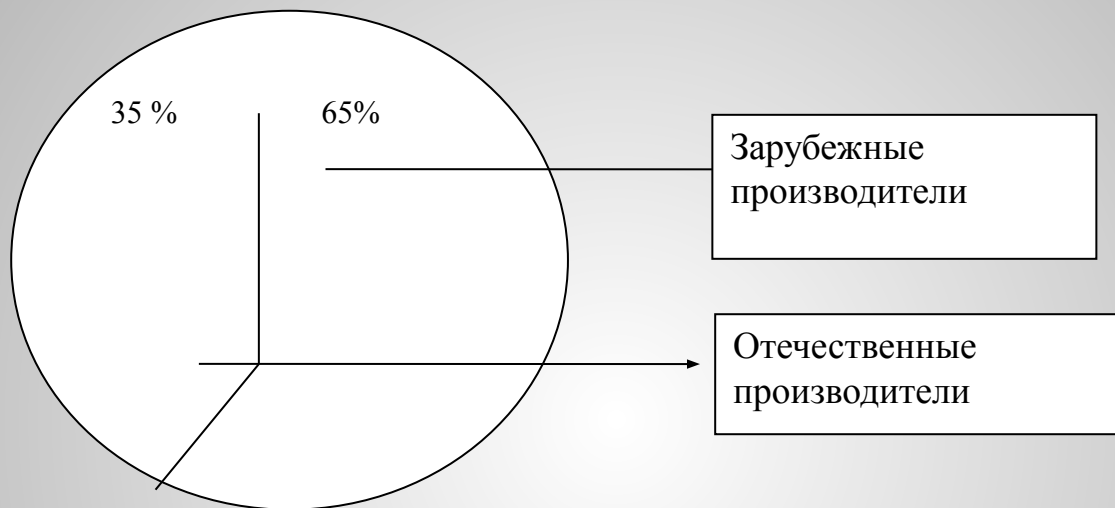 35 %
65%
Зарубежные
производители
Отечественные
производители